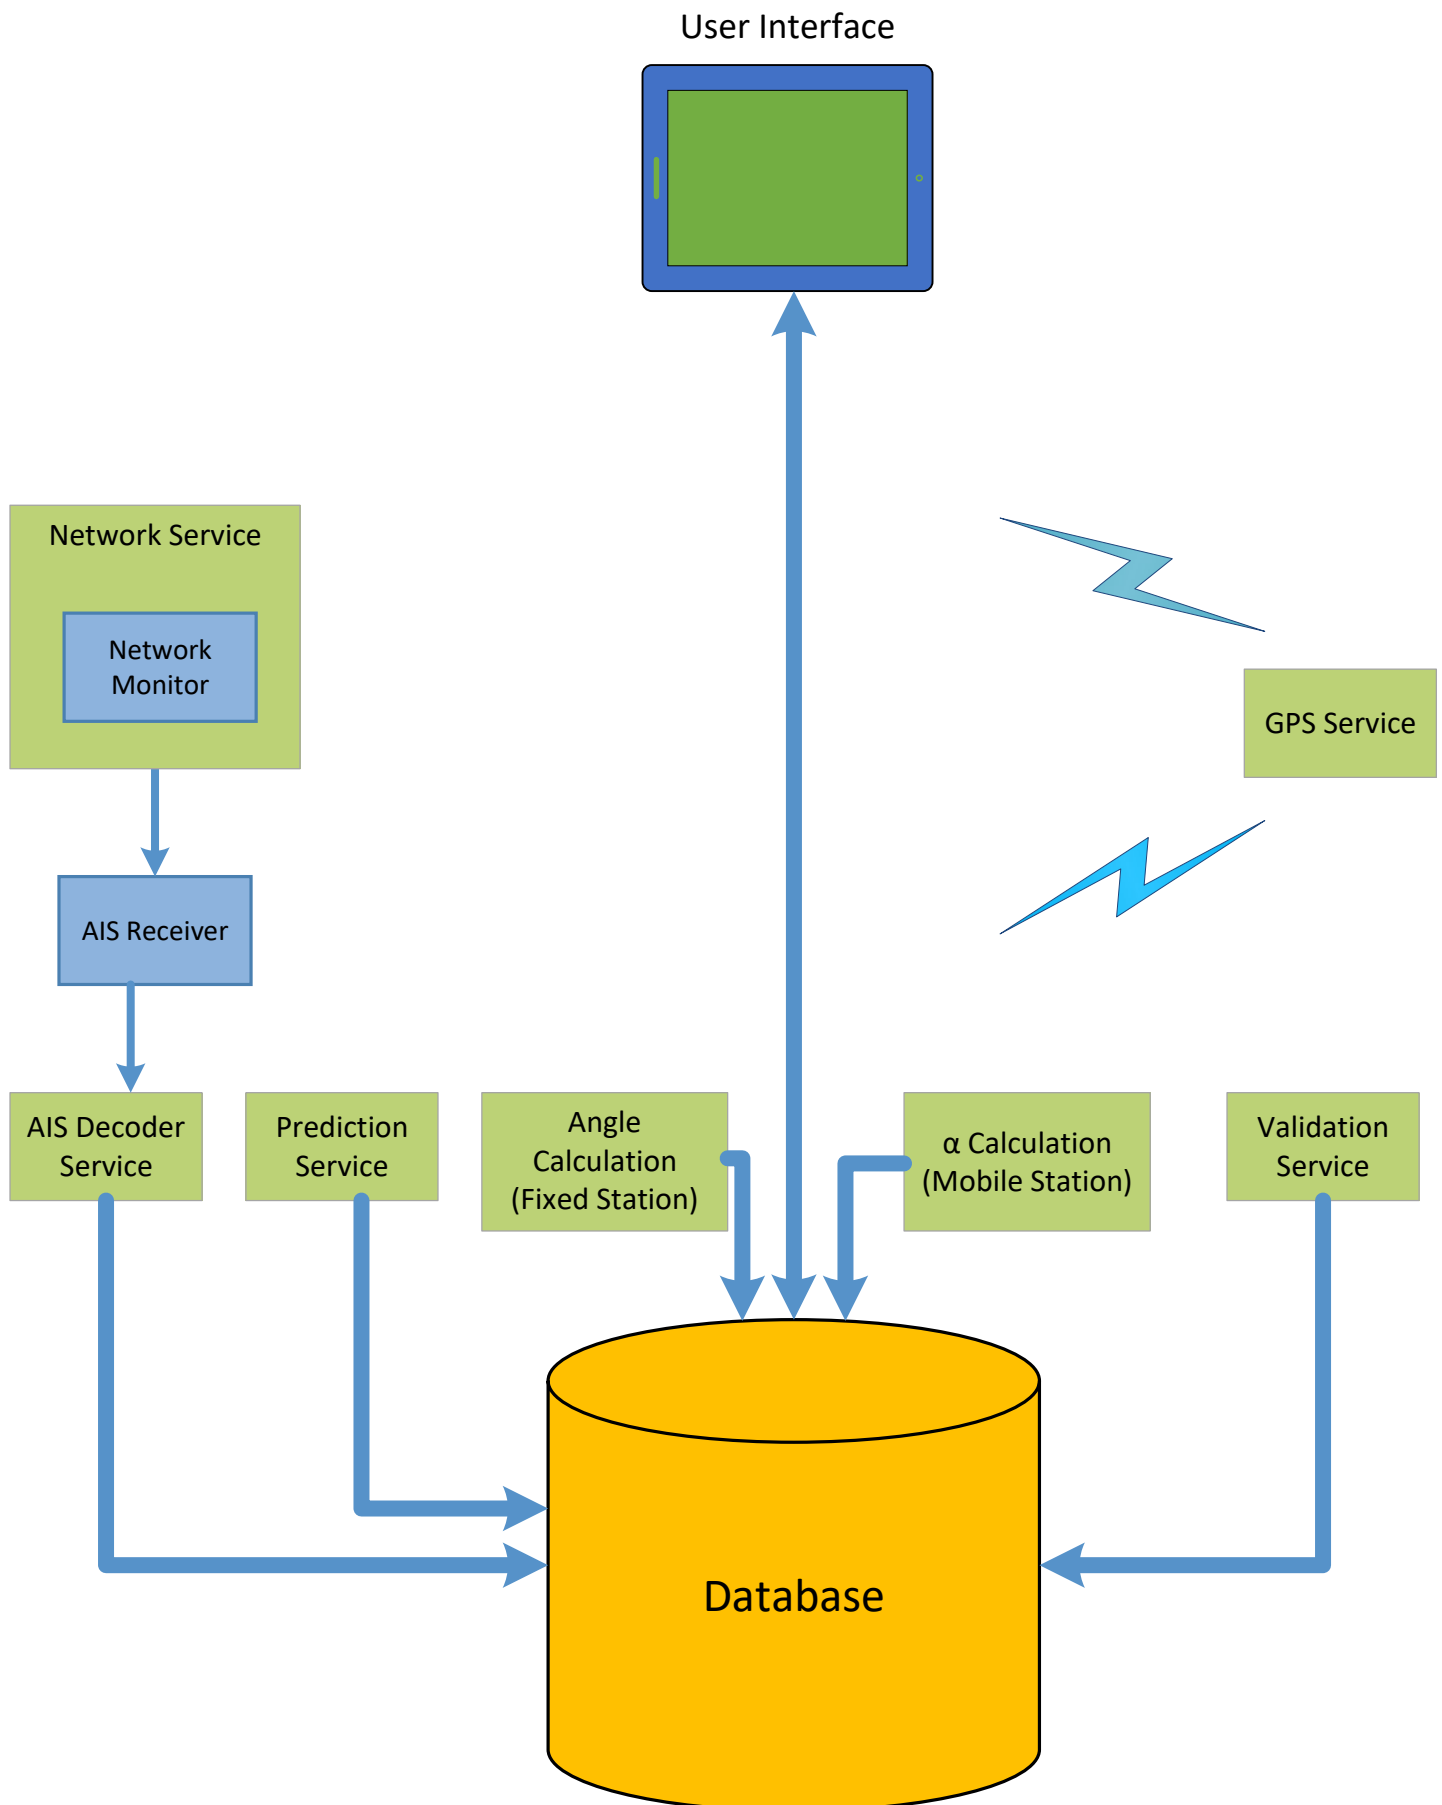 User Interface
Network Service
Network
Monitor
GPS Service
AIS Receiver
AIS Decoder
Service
Prediction
Service
Angle
Calculation
(Fixed Station)
α Calculation
(Mobile Station)
Validation
Service
Database